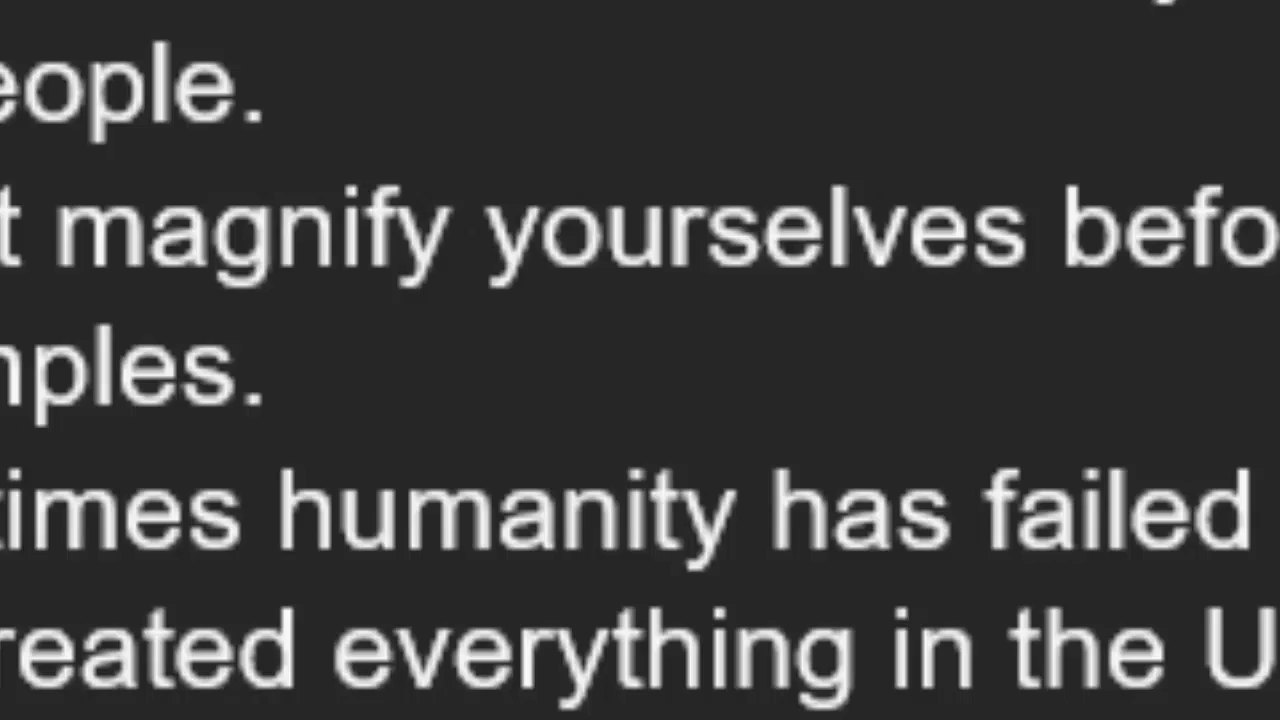 eople.
t magnify yourselves befo
nples.
times humanity has failed
reated everything in the U